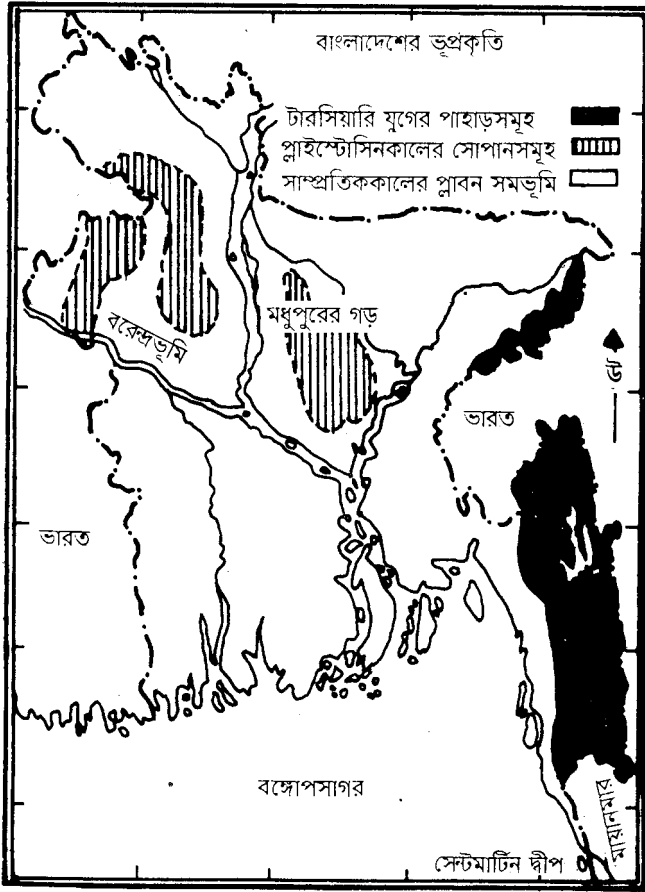 বাংলাদেশের ভূপ্রকৃতি
টারসিয়ারি যুগের পাহাড়সমূহ
প্লাইস্টোসিনকালের সোপানসমূহ
সাম্প্রতিককালের প্লাবন সমভূমি
মধুপুরের গড়
বরেন্দ্রভূমি
উ
ভারত
ভারত
বঙ্গোপসাগর
মায়ানমার
সেন্টমার্টিন দ্বীপ